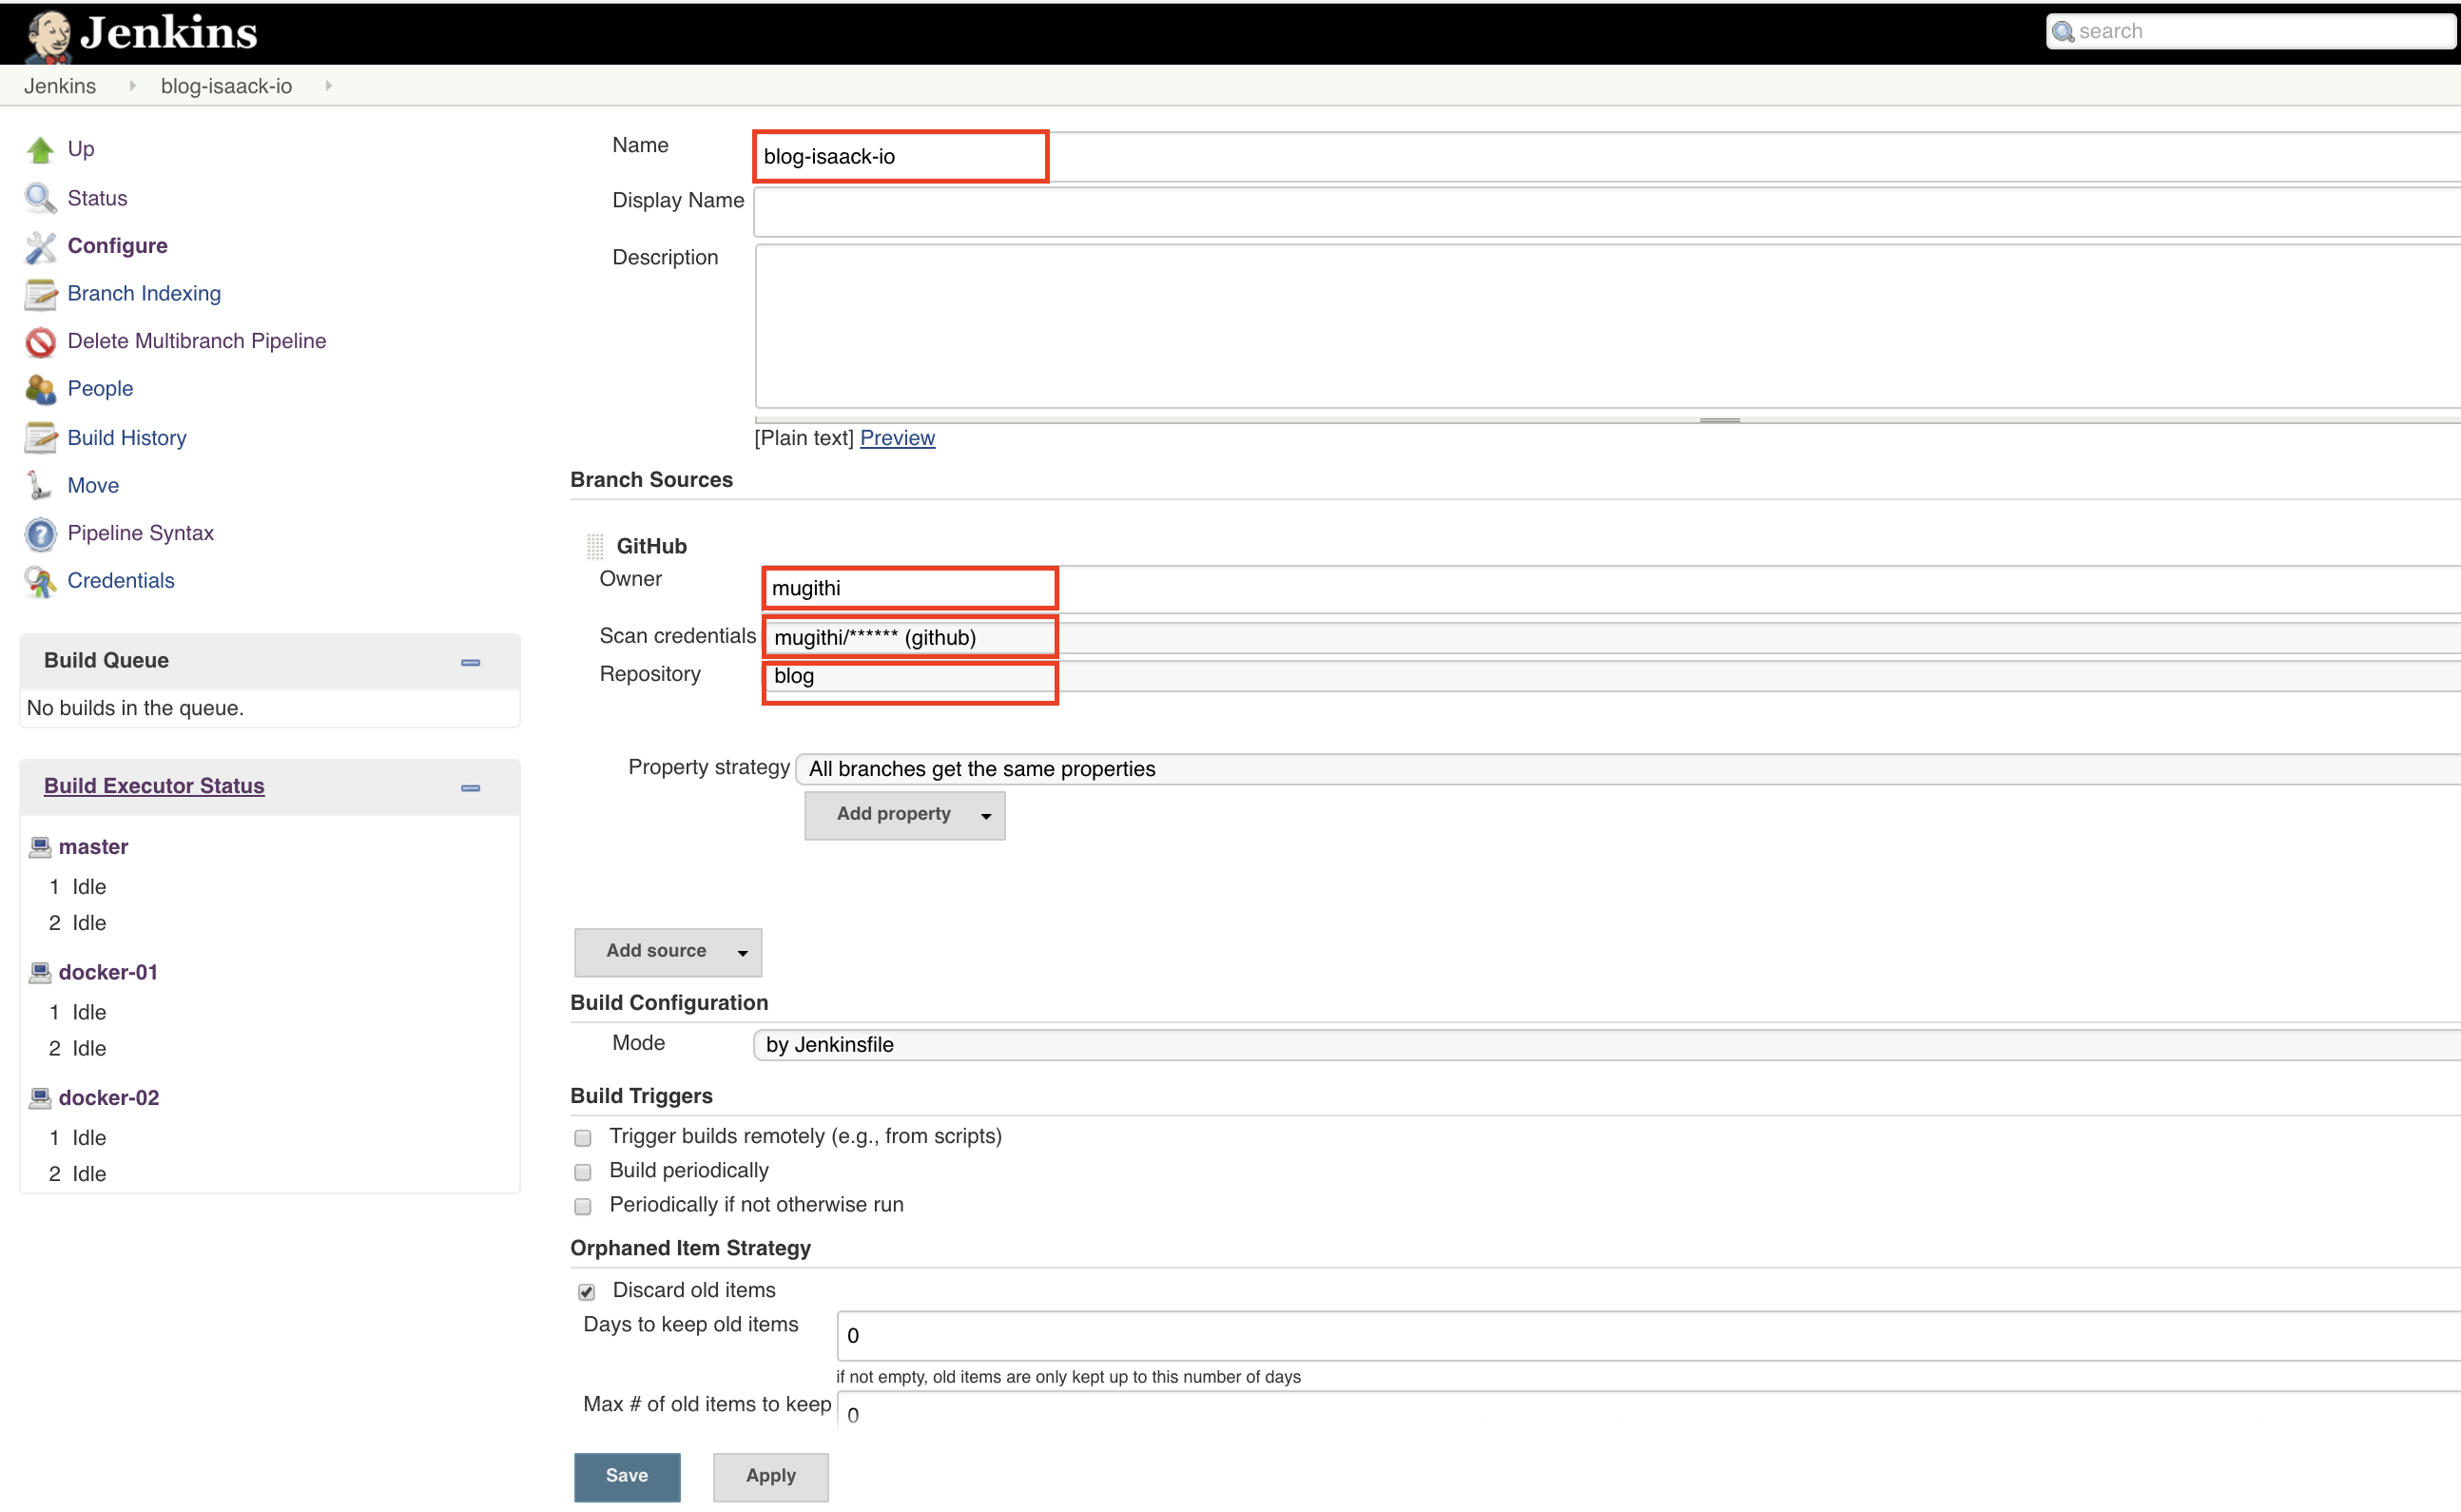 Jenkins
search
Jenkins
blog-isaack-io
Up
Status
Configure
Branch Indexing
Delete Multibranch Pipeline
People
Build History
Move
Pipeline Syntax
Credentials
Build Queue
No builds in the queue.
Build Executor Status
master
1 Idle
2 Idle
docker-01
1 Idle
2 Idle
docker-02
1 Idle
2 Idle
Name
blog-isaack-io
Display Name
Description
[Plain text] Preview
Branch Sources
GitHub
Owner
mugithi
Scan credentials
mugithi/****** (github)
Repository
blog
Property strategy
All branches get the same properties
Add property
Add source
Build Configuration
Mode
by Jenkinsfile
Build Triggers
Trigger builds remotely (e.g., from scripts)
Build periodically
Periodically if not otherwise run
Orphaned Item Strategy
Discard old items
Days to keep old items
0
if not empty, old items are only kept up to this number of days
Max # of old items to keep
0
Save
Apply